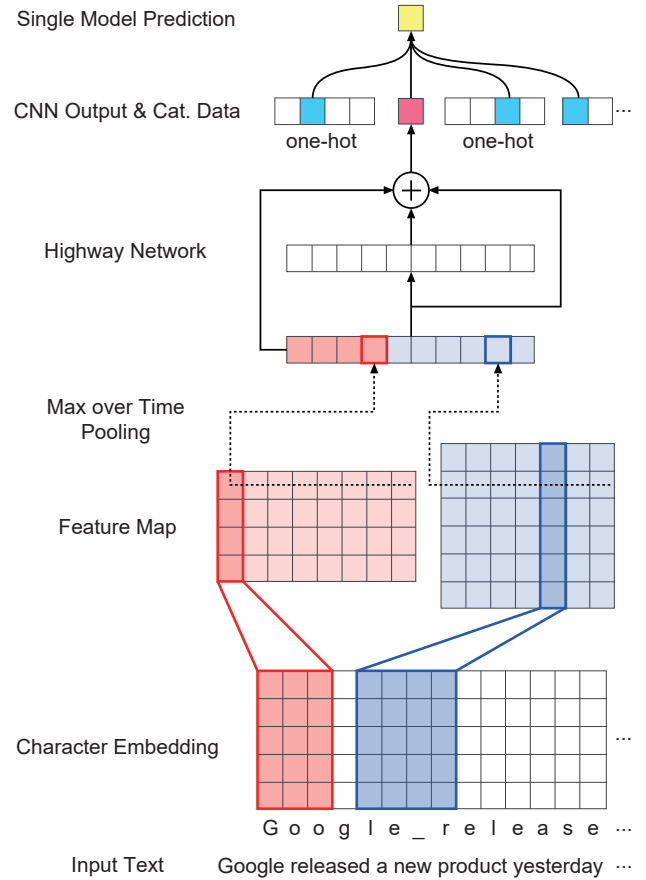 Single Model Prediction
CNN Output & Cat. Data
...
one-hot
one-hot
+
Highway Network
Max over Time
Pooling
Feature Map
Character Embedding
...
G o o g l e _ r e l e a s e ...
Input Text
Google released a new product yesterday ...